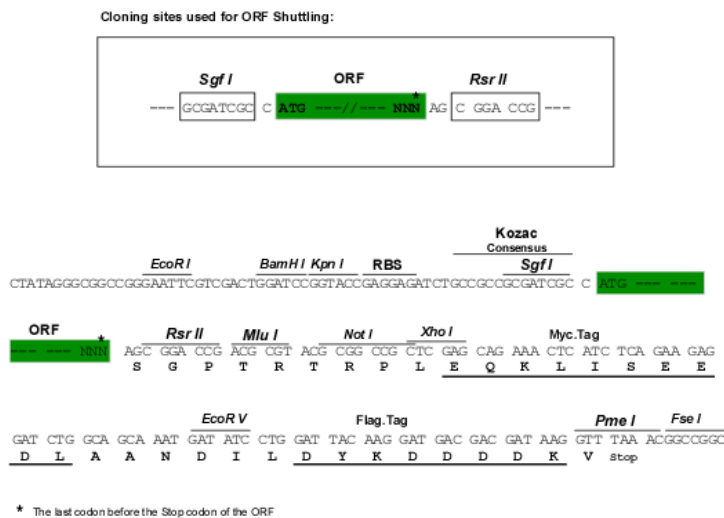 Cloning sites used for ORF Shuttling:
Sgf I ORF Rsr II
--- GCGATCGC C ATG ---//--- NNN* AG C GGA CCG ---
Kozac
Consensus
EcoR I BamH I Kpn I RBS Sgf I
CTATAGGGCGGCCGGGAATTCGTCGACTGGATCCGGTACCGAGGAGATCTGCCGCCGCGATCGC C ATG --- ---
ORF Rsr II Mlu I Not I Xho I Myc.Tag
--- --- NNN* AGC GGA CCG ACG CGT ACG CGG CCG CTC GAG CAG AAA CTC ATC TCA GAA GAG
S G P T R T R P L E Q K L I S E E
EcoR V Flag.Tag Pme I Fse I
GAT CTG GCA GCA AAT GAT ATC CTG GAT TAC AAG GAT GAC GAC GAT AAG GTT TAA ACGGCCGGC
D L A A N D I L D Y K D D D D K V Stop
* The last codon before the Stop codon of the ORF